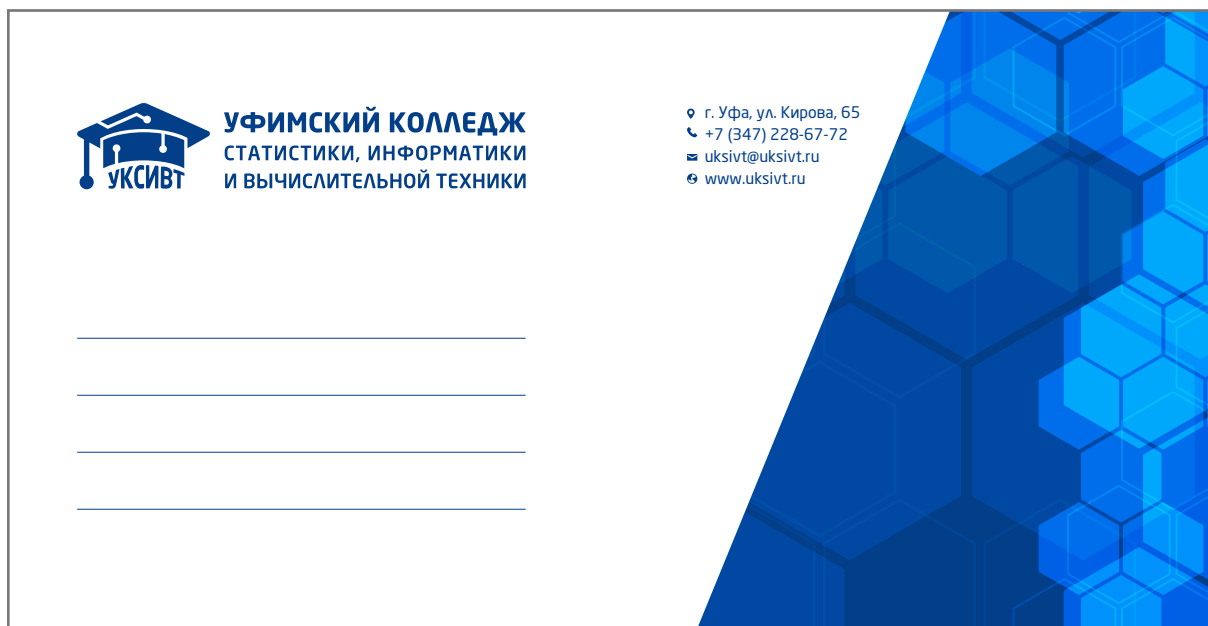 УКСИВТ
УФИМСКИЙ КОЛЛЕДЖ
СТАТИСТИКИ, ИНФОРМАТИКИ
И ВЫЧИСЛИТЕЛЬНОЙ ТЕХНИКИ
г. Уфа, ул. Кирова, 65
+7 (347) 228-67-72
uksivt@uksivt.ru
www.uksivt.ru